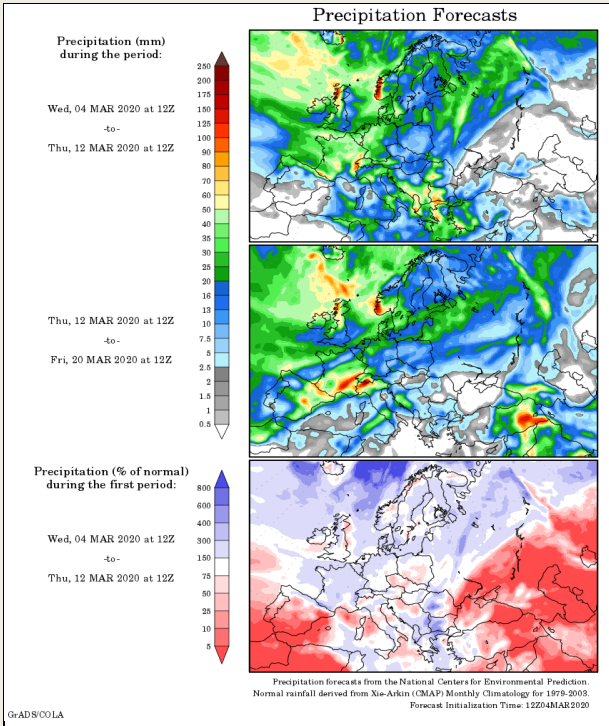 Precipitation Forecasts
Precipitation (mm)
during the period:
Wed, 04 MAR 2020 at 12Z
-to-
Thu, 12 MAR 2020 at 12Z
250
200
175
150
125
100
90
80
70
60
50
40
35
30
25
20
16
13
10
7.5
5
2.5
2
1.5
1
0.5
Thu, 12 MAR 2020 at 12Z
-to-
Fri, 20 MAR 2020 at 12Z
Precipitation (% of normal)
during the first period:
Wed, 04 MAR 2020 at 12Z
-to-
Thu, 12 MAR 2020 at 12Z
800
600
400
300
150
75
50
25
10
5
Precipitation forecasts from the National Centers for Environmental Prediction.
Normal rainfall derived from Xie-Arkin (CMAP) Monthly Climatology for 1979-2003.
Forecast Initialization Time: 12Z04MAR2020
GrADS/COLA